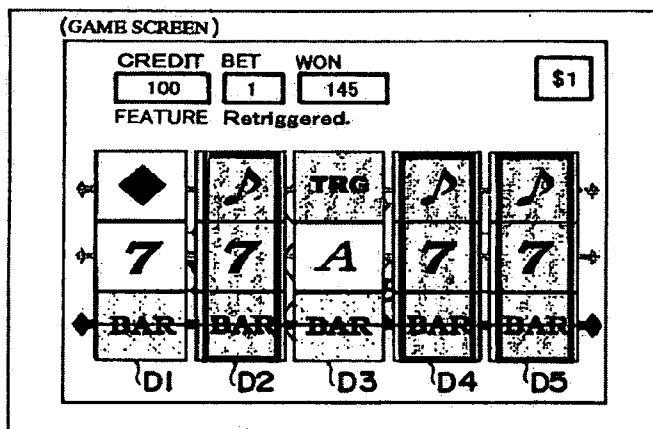 (GAME SCREEN)
CREDIT BET WON
100 1 145 $1
FEATURE Retriggered.
TRG
7 7 A 7 7
BAR BAR BAR BAR BAR
D1 D2 D3 D4 D5